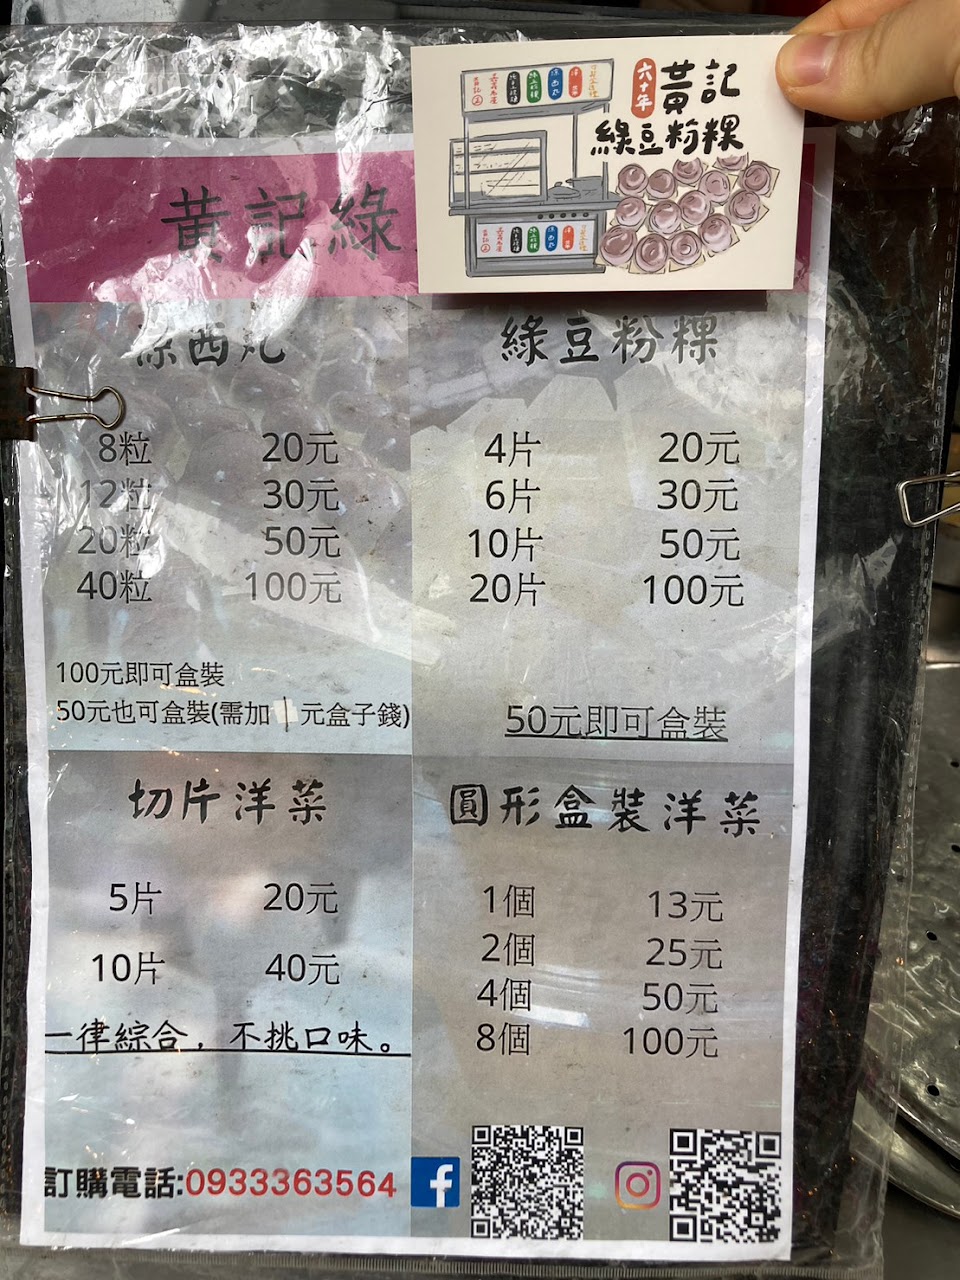 六十年
黃記
綠豆粉粿
黃記綠
涼西丸
8粒 20元
12粒 30元
20粒 50元
40粒 100元
100元即可盒裝
50元也可盒裝(需加1元盒子錢)
綠豆粉粿
4片 20元
6片 30元
10片 50元
20片 100元
50元即可盒裝
切片洋菜
5片 20元
10片 40元
一律綜合，不挑口味。
圓形盒裝洋菜
1個 13元
2個 25元
4個 50元
8個 100元
訂購電話:0933363564